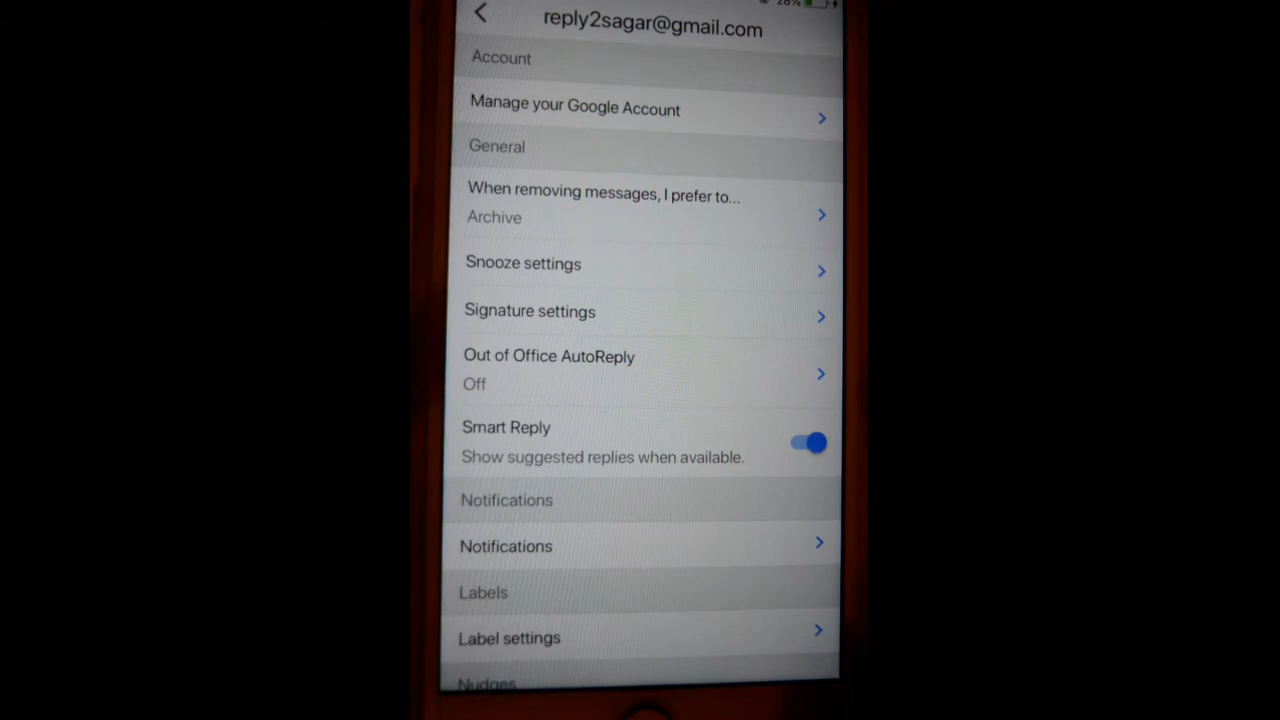 28%
reply2sagar@gmail.com
Account
Manage your Google Account
General
When removing messages, I prefer to...
Archive
Snooze settings
Signature settings
Out of Office AutoReply
Off
Smart Reply
Show suggested replies when available.
Notifications
Notifications
Labels
Label settings
Nudges